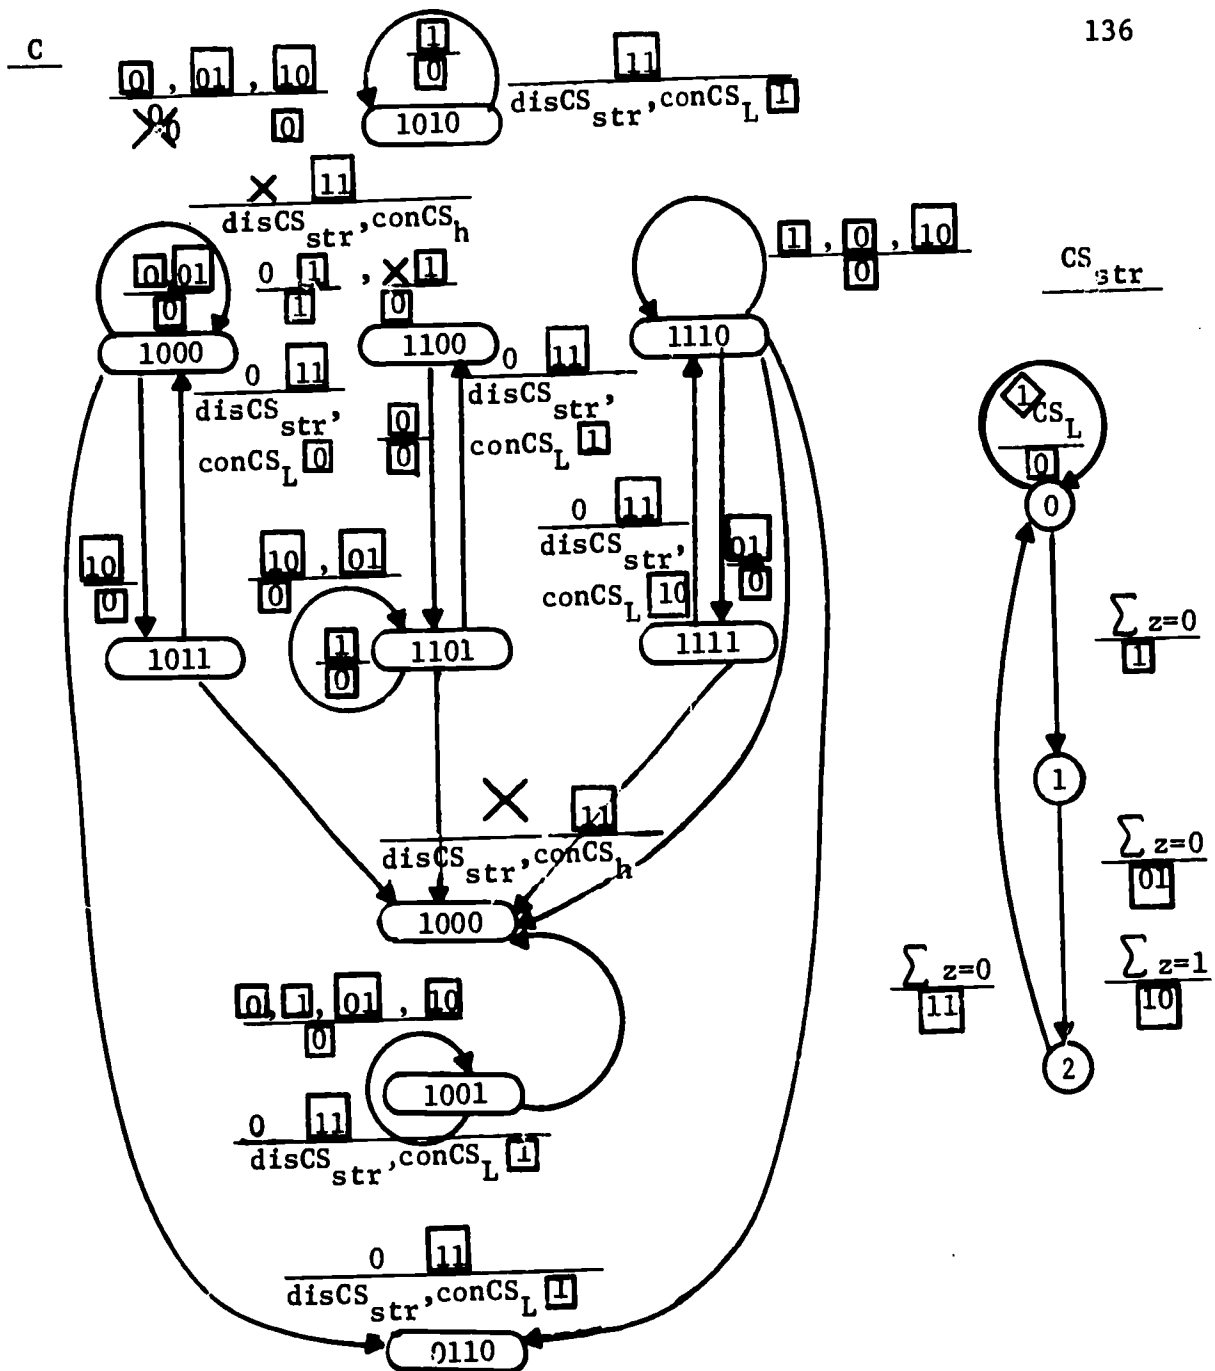 136
C
0 , 01 , 10
0
1
0
1010
11
disCS str, conCS L 1
× 11
disCS str, conCS h
0, 01
0
0 1 , × 1
1 0
1 , 0 , 10
0
CS str
1000
1100
1110
0 11
disCS str,
conCS L 0
0
0
0 11
disCS str,
conCS L 1
1 CS L
0
0
0 11
disCS str,
conCS L 10
01
0
10
0
10 , 01
0
1
0
1011
1101
1111
∑ z=0
1
1
× 11
disCS str, conCS h
∑ z=0
01
1000
∑ z=0
11
∑ z=1
10
0, 1, 01 , 10
0
1001
2
0 11
disCS str, conCS L 1
0 11
disCS str, conCS L 1
0110